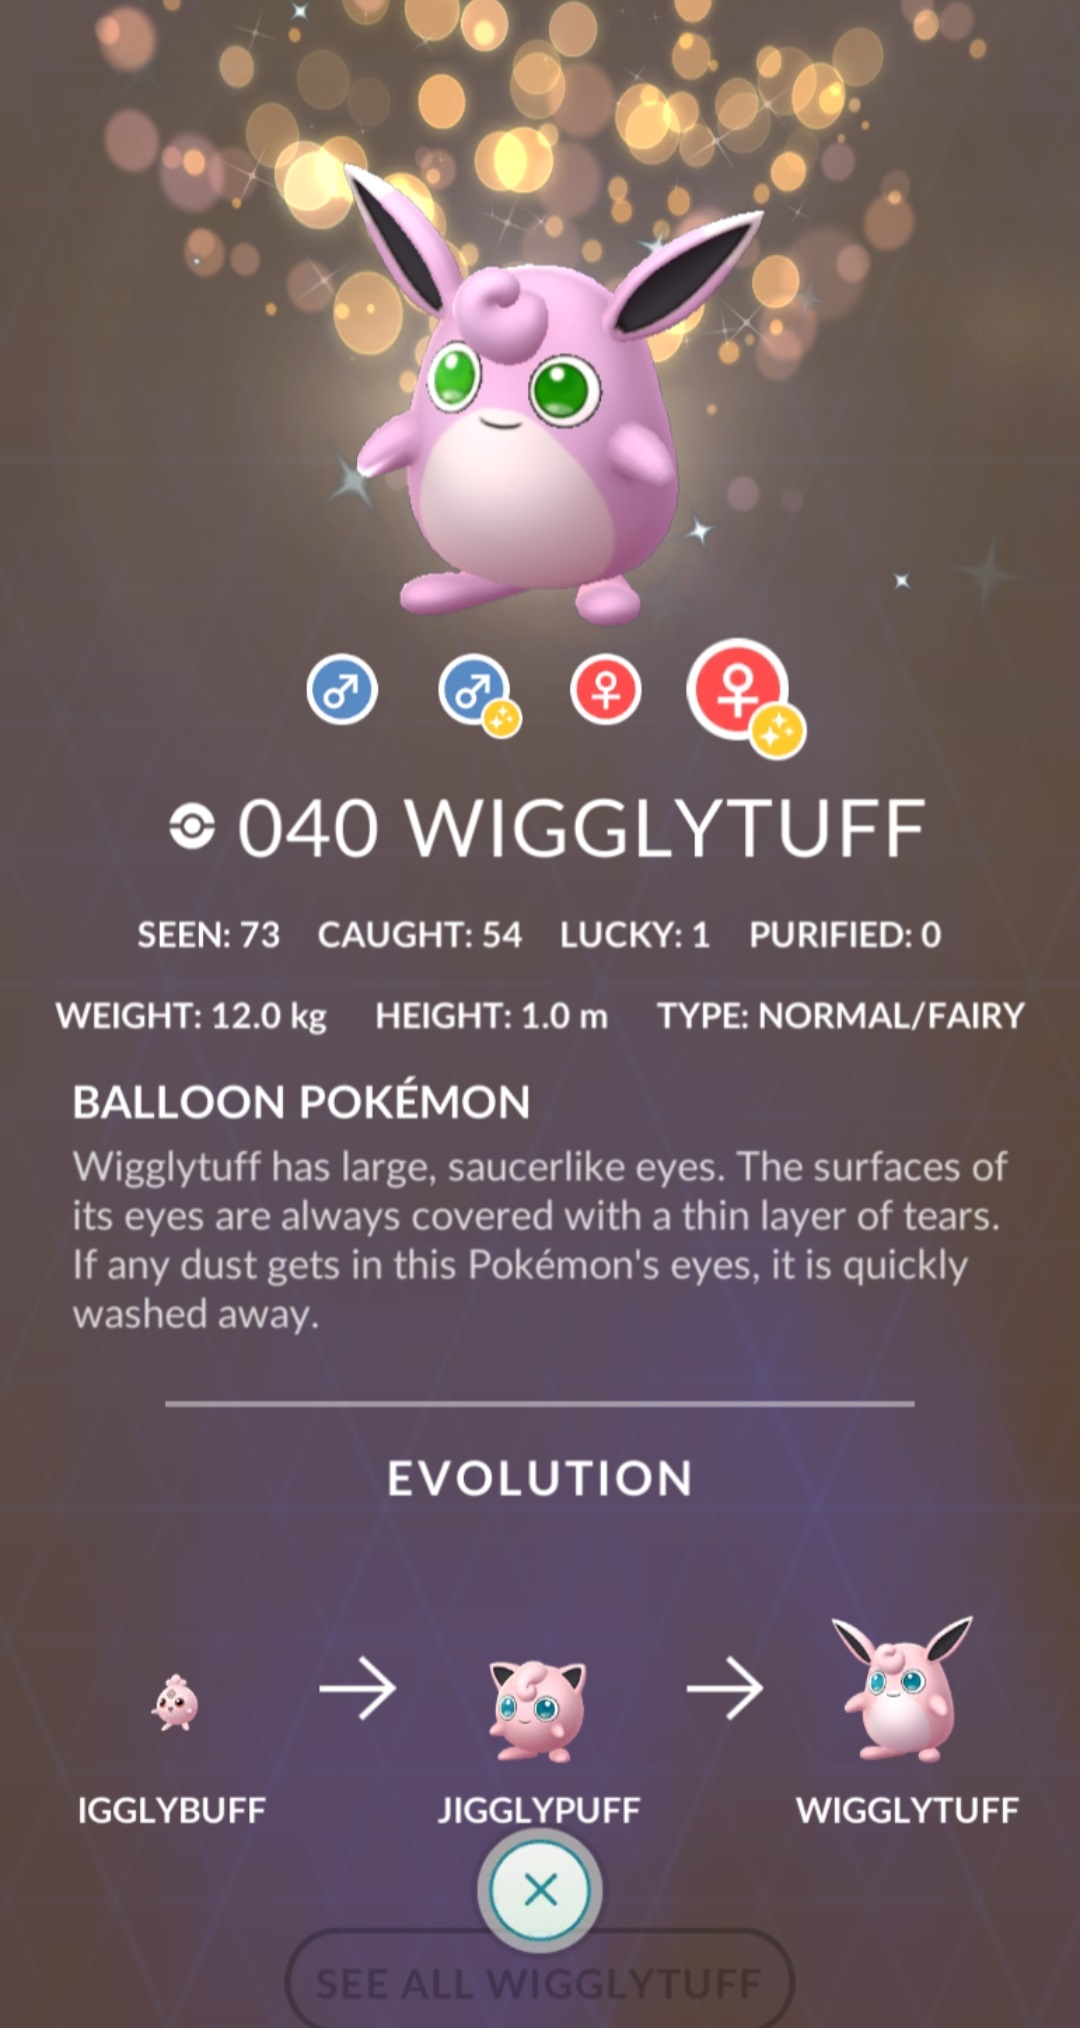 040 WIGGLYTUFF
SEEN: 73 CAUGHT: 54 LUCKY: 1 PURIFIED: 0
WEIGHT: 12.0 kg HEIGHT: 1.0 m TYPE: NORMAL/FAIRY
BALLOON POKÉMON
Wigglytuff has large, saucerlike eyes. The surfaces of
its eyes are always covered with a thin layer of tears.
If any dust gets in this Pokémon's eyes, it is quickly
washed away.
EVOLUTION
IGGLYBUFF JIGGLYPUFF WIGGLYTUFF
SEE ALL WIGGLYTUFF